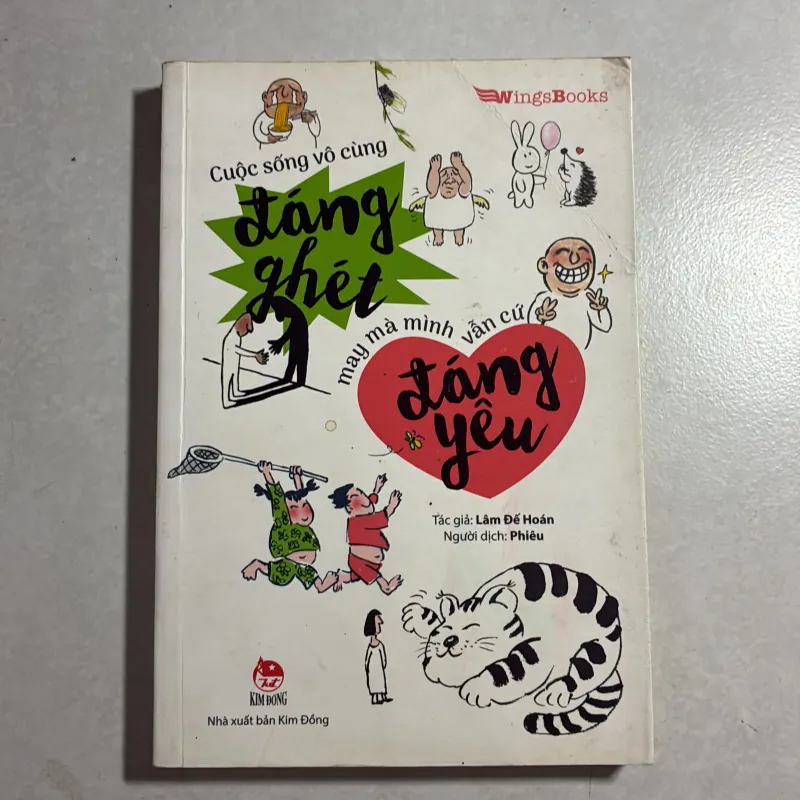 WingsBooks
Cuộc sống vô cùng
đáng
ghét
may mà mình vẫn cứ
đáng
yêu
Tác giả: Lâm Đế Hoán
Người dịch: Phiêu
kđ
KIM ĐỒNG
Nhà xuất bản Kim Đồng